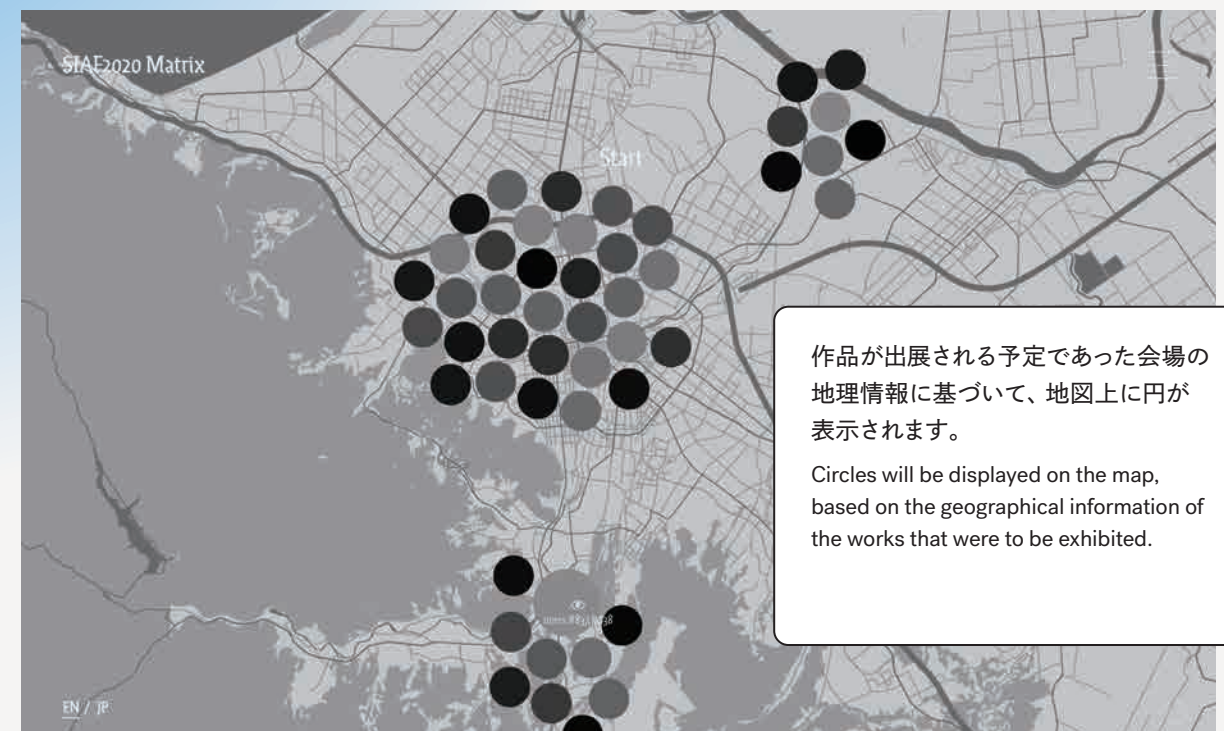 SIAF2020 Matrix
Start
作品が出展される予定であった会場の
地理情報に基づいて、地図上に円が
表示されます。
Circles will be displayed on the map,
based on the geographical information of
the works that were to be exhibited.
EN / JP